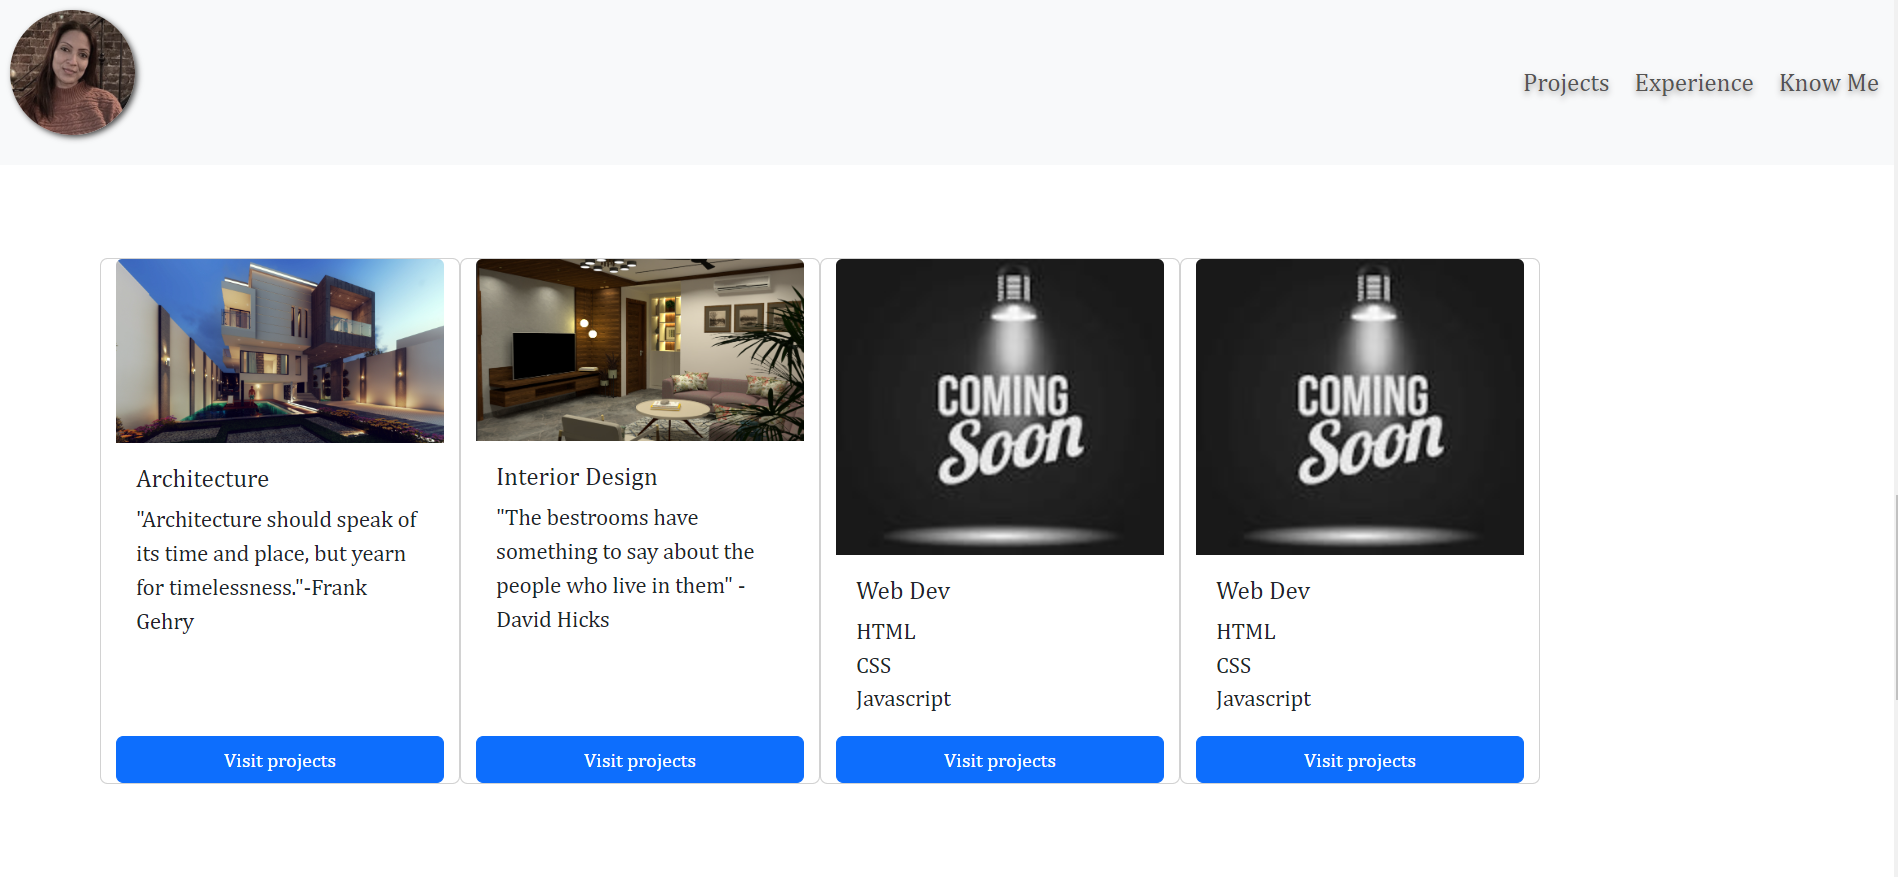 Projects Experience Know Me
COMING
Soon
COMING
Soon
Architecture
"Architecture should speak of
its time and place, but yearn
for timelessness."-Frank
Gehry
Visit projects
Interior Design
"The bestrooms have
something to say about the
people who live in them" -
David Hicks
Visit projects
Web Dev
HTML
CSS
Javascript
Visit projects
Web Dev
HTML
CSS
Javascript
Visit projects